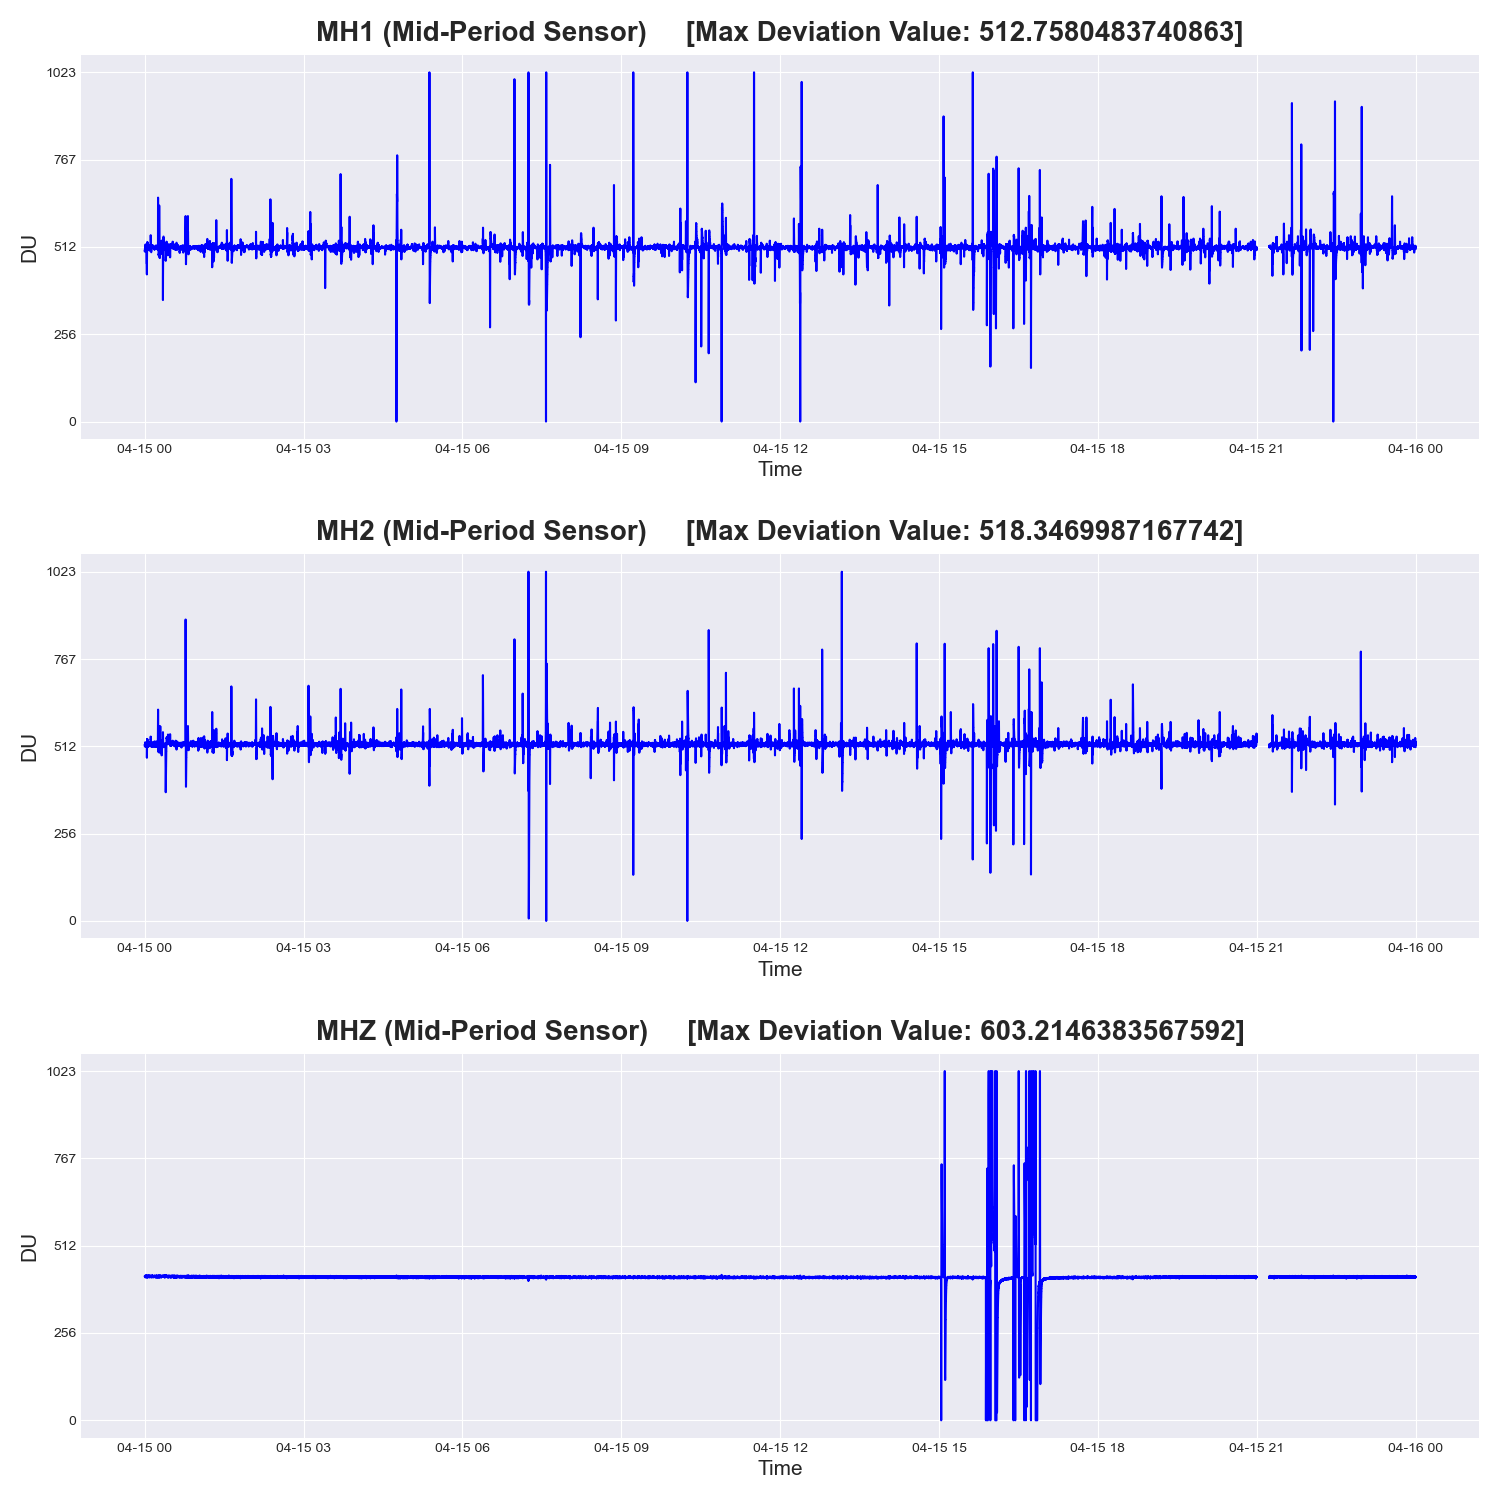 MH1 (Mid-Period Sensor) [Max Deviation Value: 512.7580483740863]
1023
767
512
256
0
DU
04-15 00 04-15 03 04-15 06 04-15 09 04-15 12 04-15 15 04-15 18 04-15 21 04-16 00
Time
MH2 (Mid-Period Sensor) [Max Deviation Value: 518.3469987167742]
1023
767
512
256
0
DU
04-15 00 04-15 03 04-15 06 04-15 09 04-15 12 04-15 15 04-15 18 04-15 21 04-16 00
Time
MHZ (Mid-Period Sensor) [Max Deviation Value: 603.2146383567592]
1023
767
512
256
0
DU
04-15 00 04-15 03 04-15 06 04-15 09 04-15 12 04-15 15 04-15 18 04-15 21 04-16 00
Time